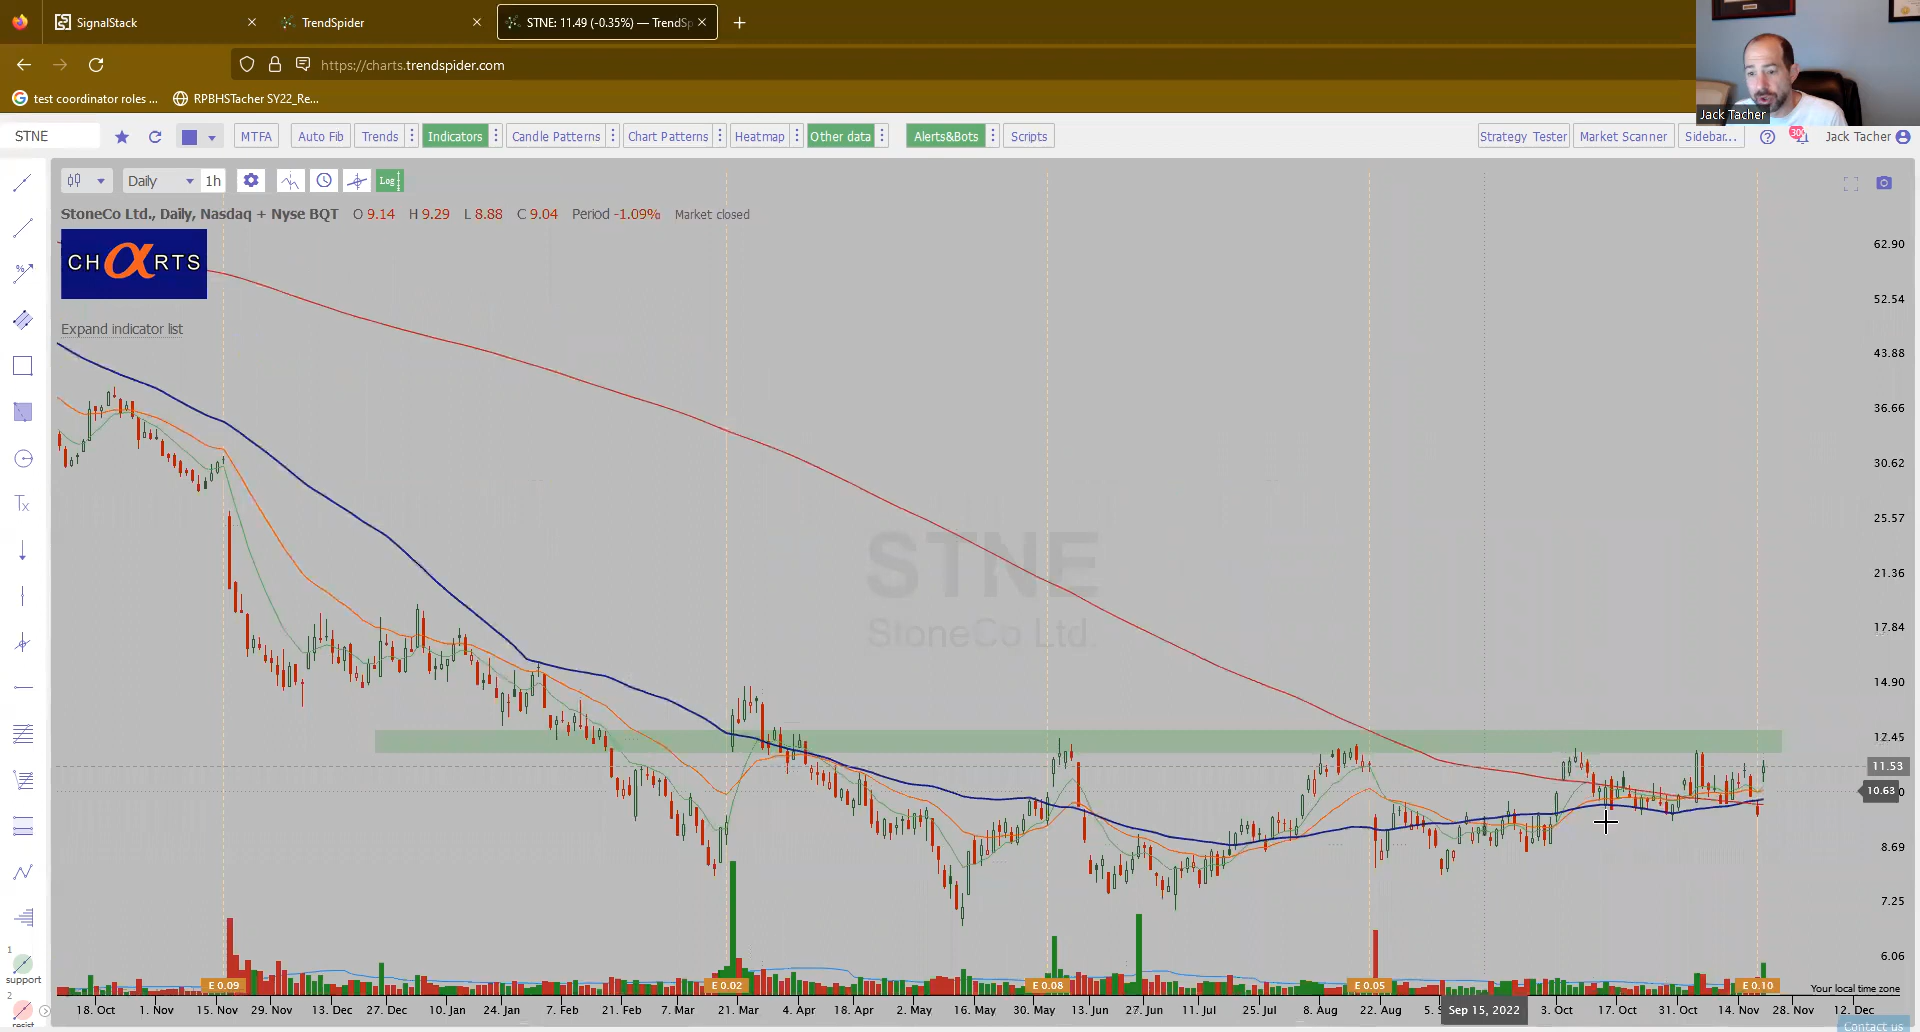 SignalStack
TrendSpider
STNE: 11.49 (-0.35%) — TrendSp
https://charts.trendspider.com
test coordinator roles ...
RPBHSTacher SY22_Re...
Jack Tacher
STNE
MTFA
Auto Fib
Trends
Indicators
Candle Patterns
Chart Patterns
Heatmap
Other data
Alerts&Bots
Scripts
Strategy Tester
Market Scanner
Sidebar...
300
Jack Tacher
Daily
1h
Log
StoneCo Ltd., Daily, Nasdaq + Nyse BQT O 9.14 H 9.29 L 8.88 C 9.04 Period -1.09% Market closed
CHαRTS
Expand indicator list
STNE
StoneCo Ltd.
62.90
52.54
43.88
36.66
30.62
25.57
21.36
17.84
14.90
12.45
11.53
10.63
8.69
7.25
6.06
Tx
1
support
2
resist
E 0.09
E 0.02
E 0.08
E 0.05
E 0.10
Your local time zone
18. Oct
1. Nov
15. Nov
29. Nov
13. Dec
27. Dec
10. Jan
24. Jan
7. Feb
21. Feb
7. Mar
21. Mar
4. Apr
18. Apr
2. May
16. May
30. May
13. Jun
27. Jun
11. Jul
25. Jul
8. Aug
22. Aug
5. S
Sep 15, 2022
3. Oct
17. Oct
31. Oct
14. Nov
28. Nov
12. Dec
Contact us